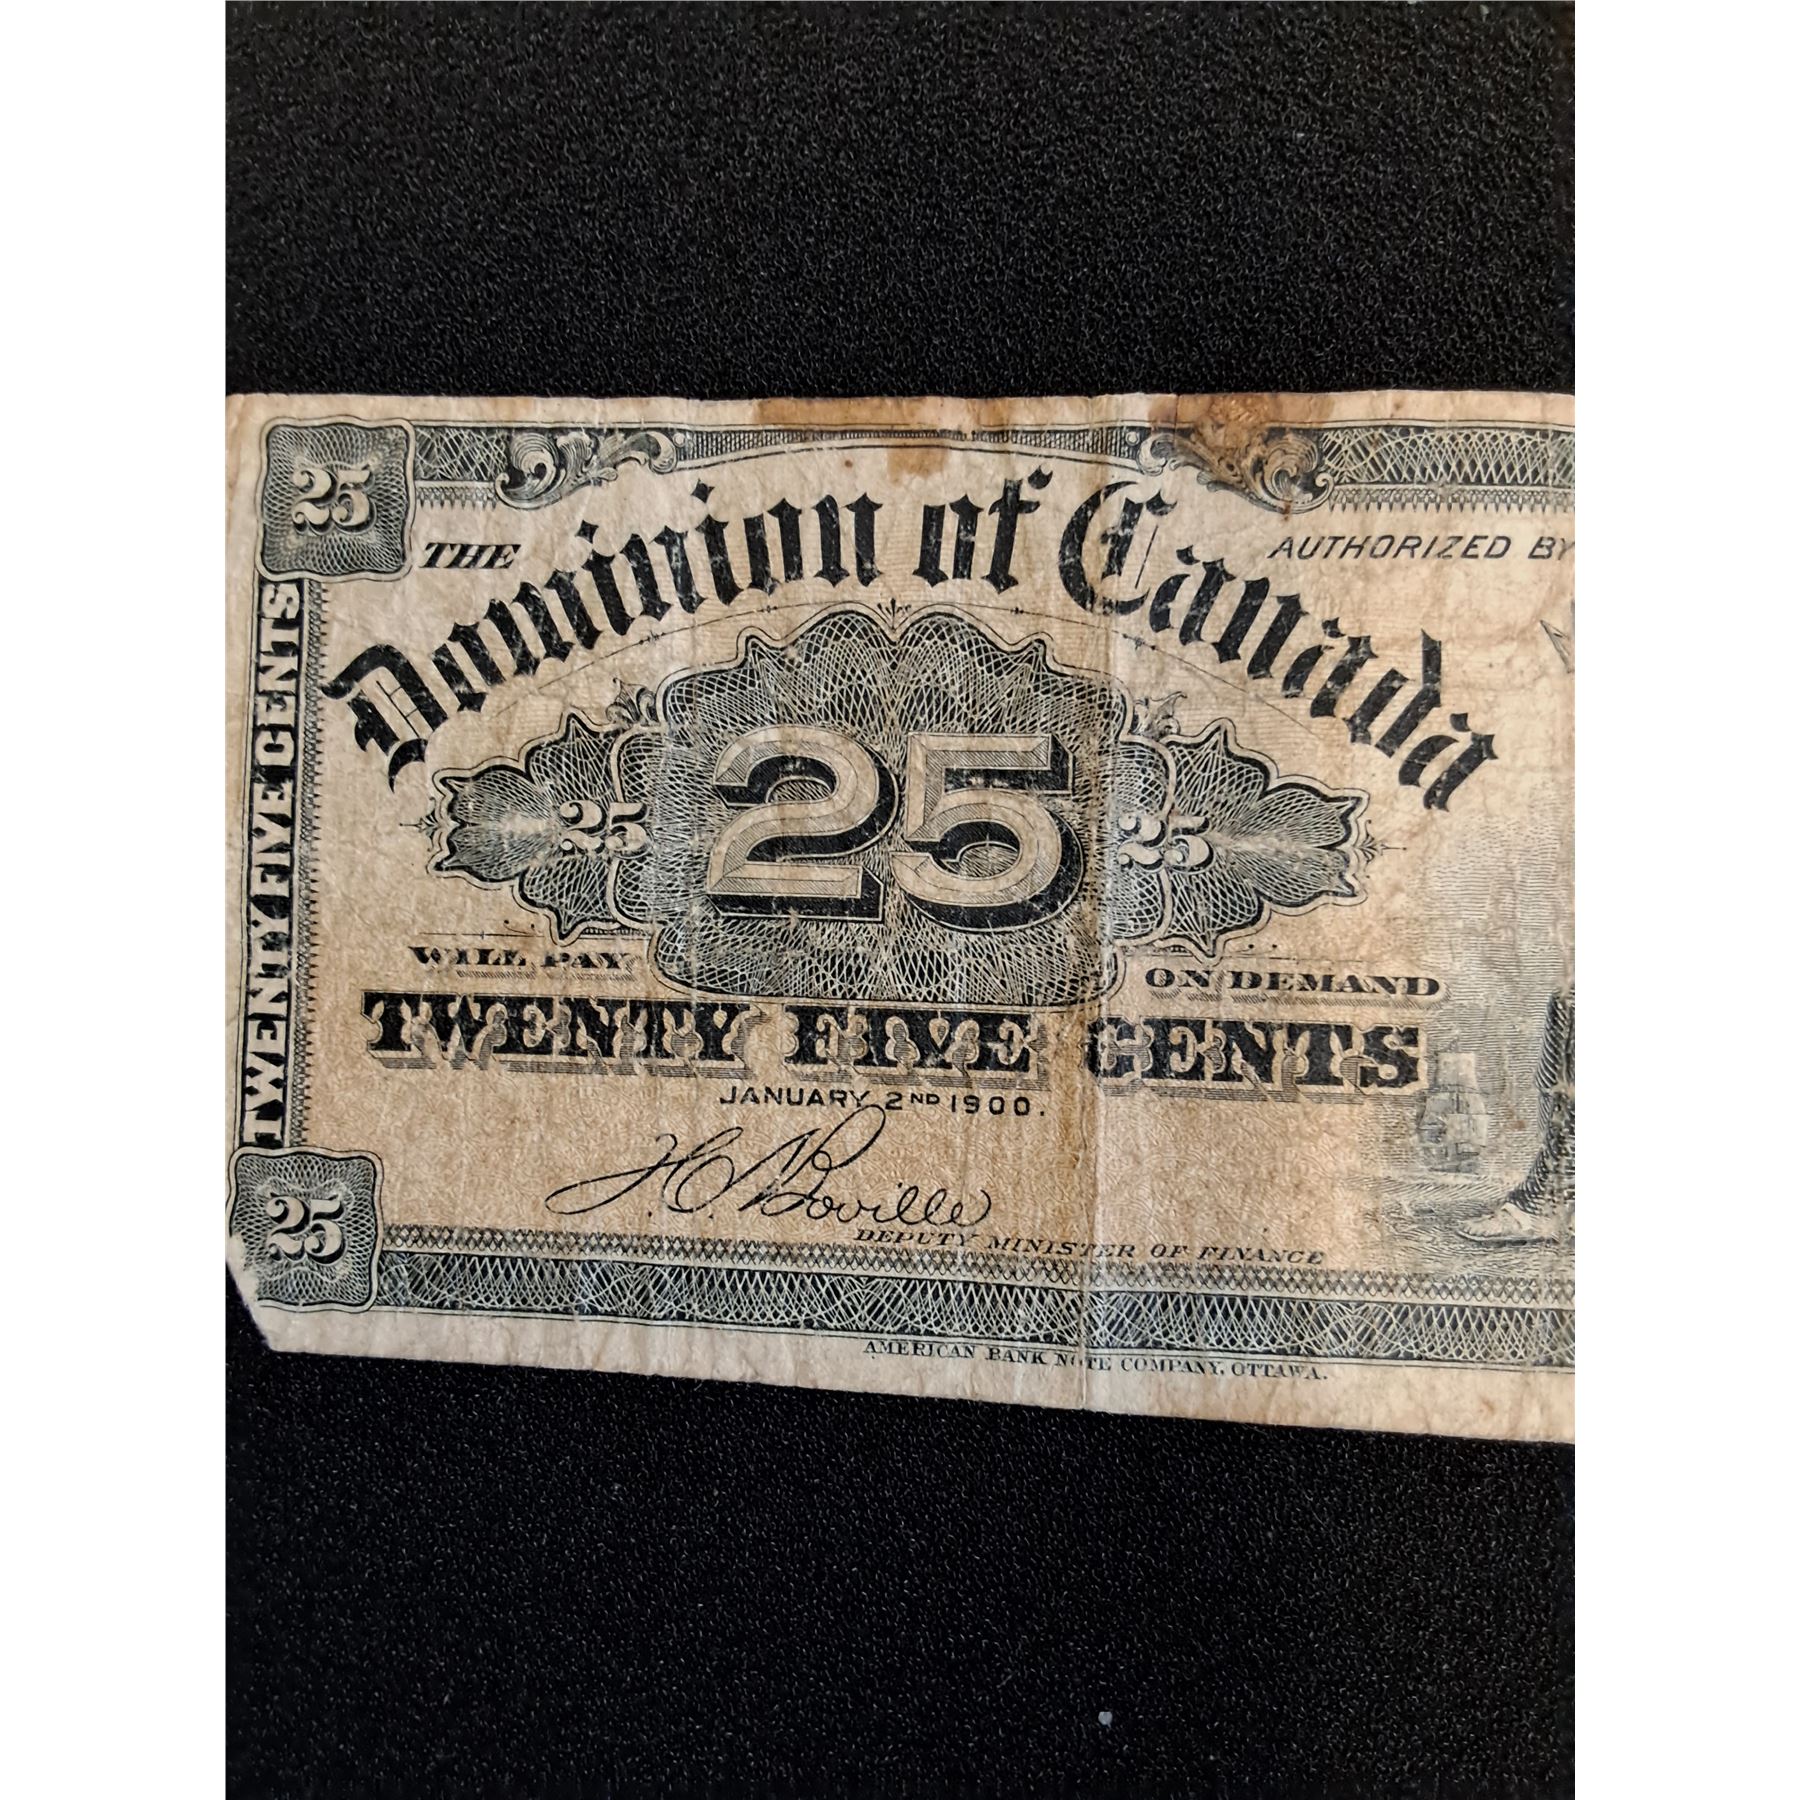 25
THE
Dominion of Canada
AUTHORIZED BY
TWENTY FIVE CENTS
25 25 25
WILL PAY ON DEMAND
TWENTY FIVE CENTS
JANUARY 2ND 1900.
25
J.C. Boville
DEPUTY MINISTER OF FINANCE
AMERICAN BANK NOTE COMPANY, OTTAWA.